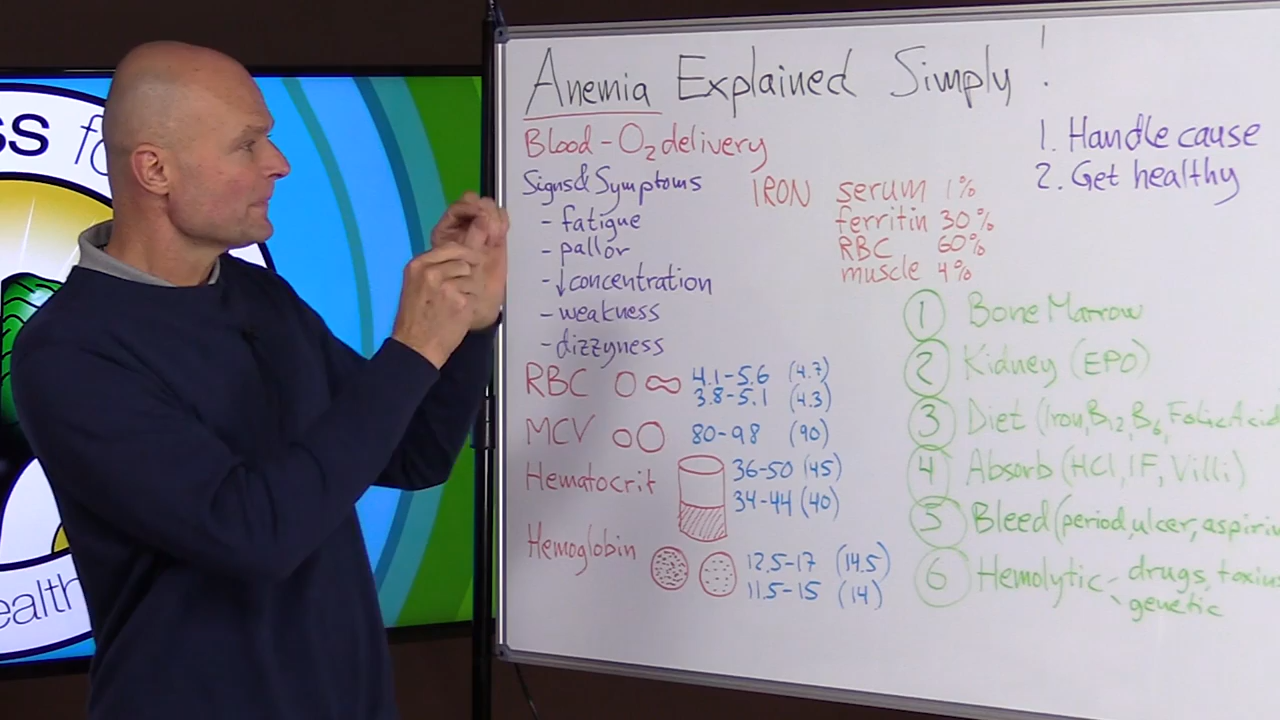 Anemia Explained Simply !
Blood - O2 delivery
Signs & Symptoms
- fatigue
- pallor
- ↓concentration
- weakness
- dizzyness
IRON serum 1%
ferritin 30%
RBC 60%
muscle 4%
1. Handle cause
2. Get healthy
RBC 4.1-5.6 (4.7)
3.8-5.1 (4.3)
MCV 80-98 (90)
Hematocrit 36-50 (45)
34-44 (40)
Hemoglobin 12.5-17 (14.5)
11.5-15 (14)
1 Bone Marrow
2 Kidney (EPO)
3 Diet (Iron, B12, B6, Folic Acid
4 Absorb (HCl, IF, Villi)
5 Bleed (period, ulcer, aspirin
6 Hemolytic - drugs, toxins
- genetic
ss fo
ealth